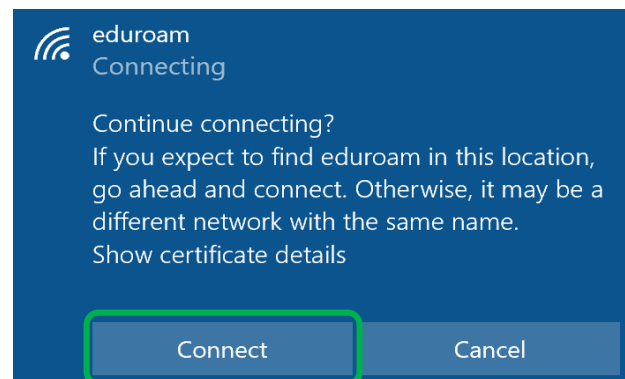 eduroam
Connecting
Continue connecting?
If you expect to find eduroam in this location,
go ahead and connect. Otherwise, it may be a
different network with the same name.
Show certificate details
Connect
Cancel